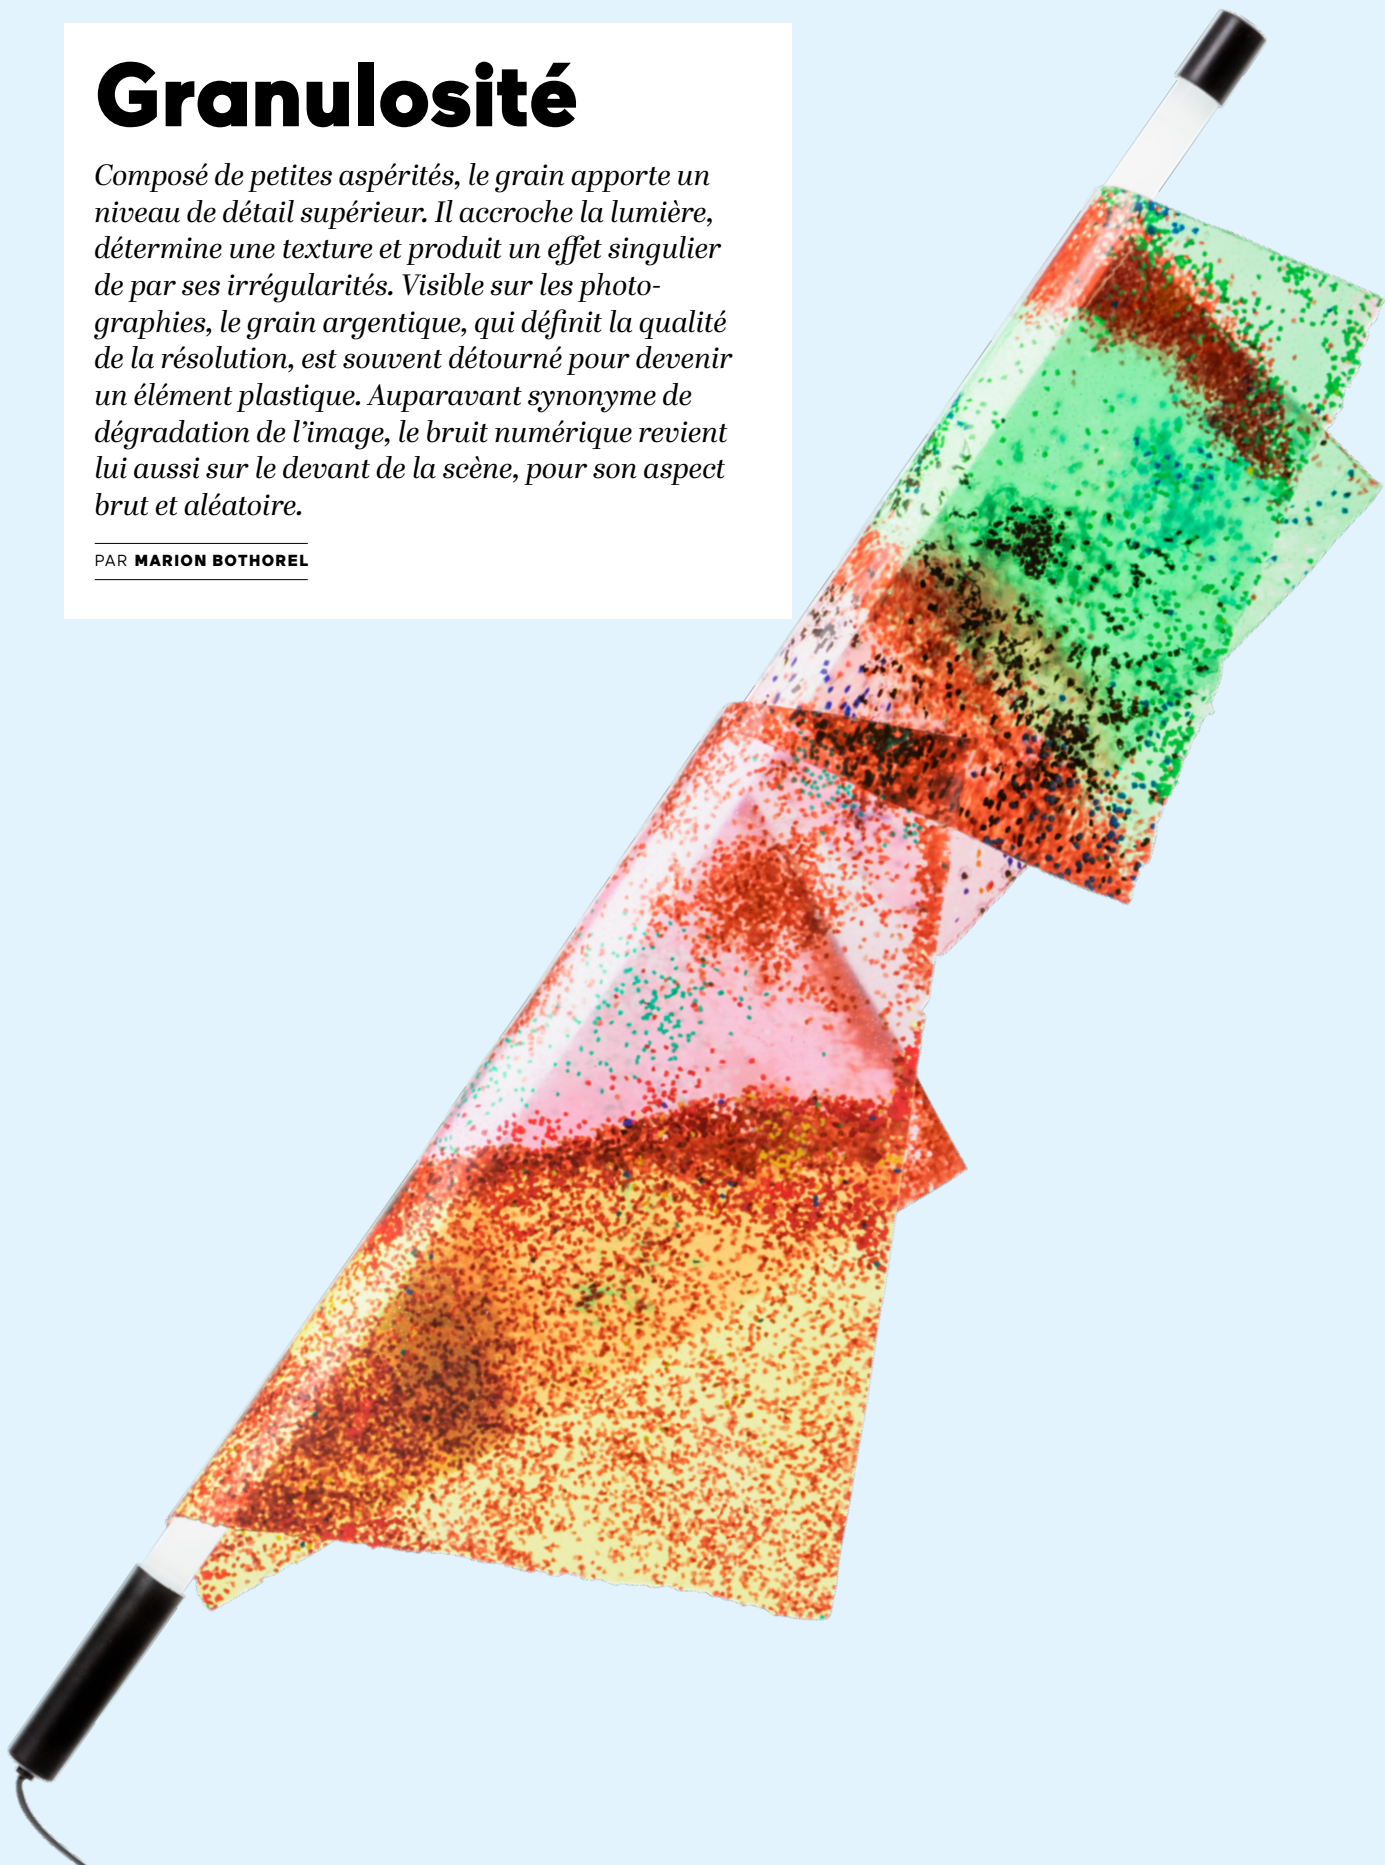 Granulosité
Composé de petites aspérités, le grain apporte un
niveau de détail supérieur. Il accroche la lumière,
détermine une texture et produit un effet singulier
de par ses irrégularités. Visible sur les photo-
graphies, le grain argentique, qui définit la qualité
de la résolution, est souvent détourné pour devenir
un élément plastique. Auparavant synonyme de
dégradation de l’image, le bruit numérique revient
lui aussi sur le devant de la scène, pour son aspect
brut et aléatoire.
PAR MARION BOTHOREL